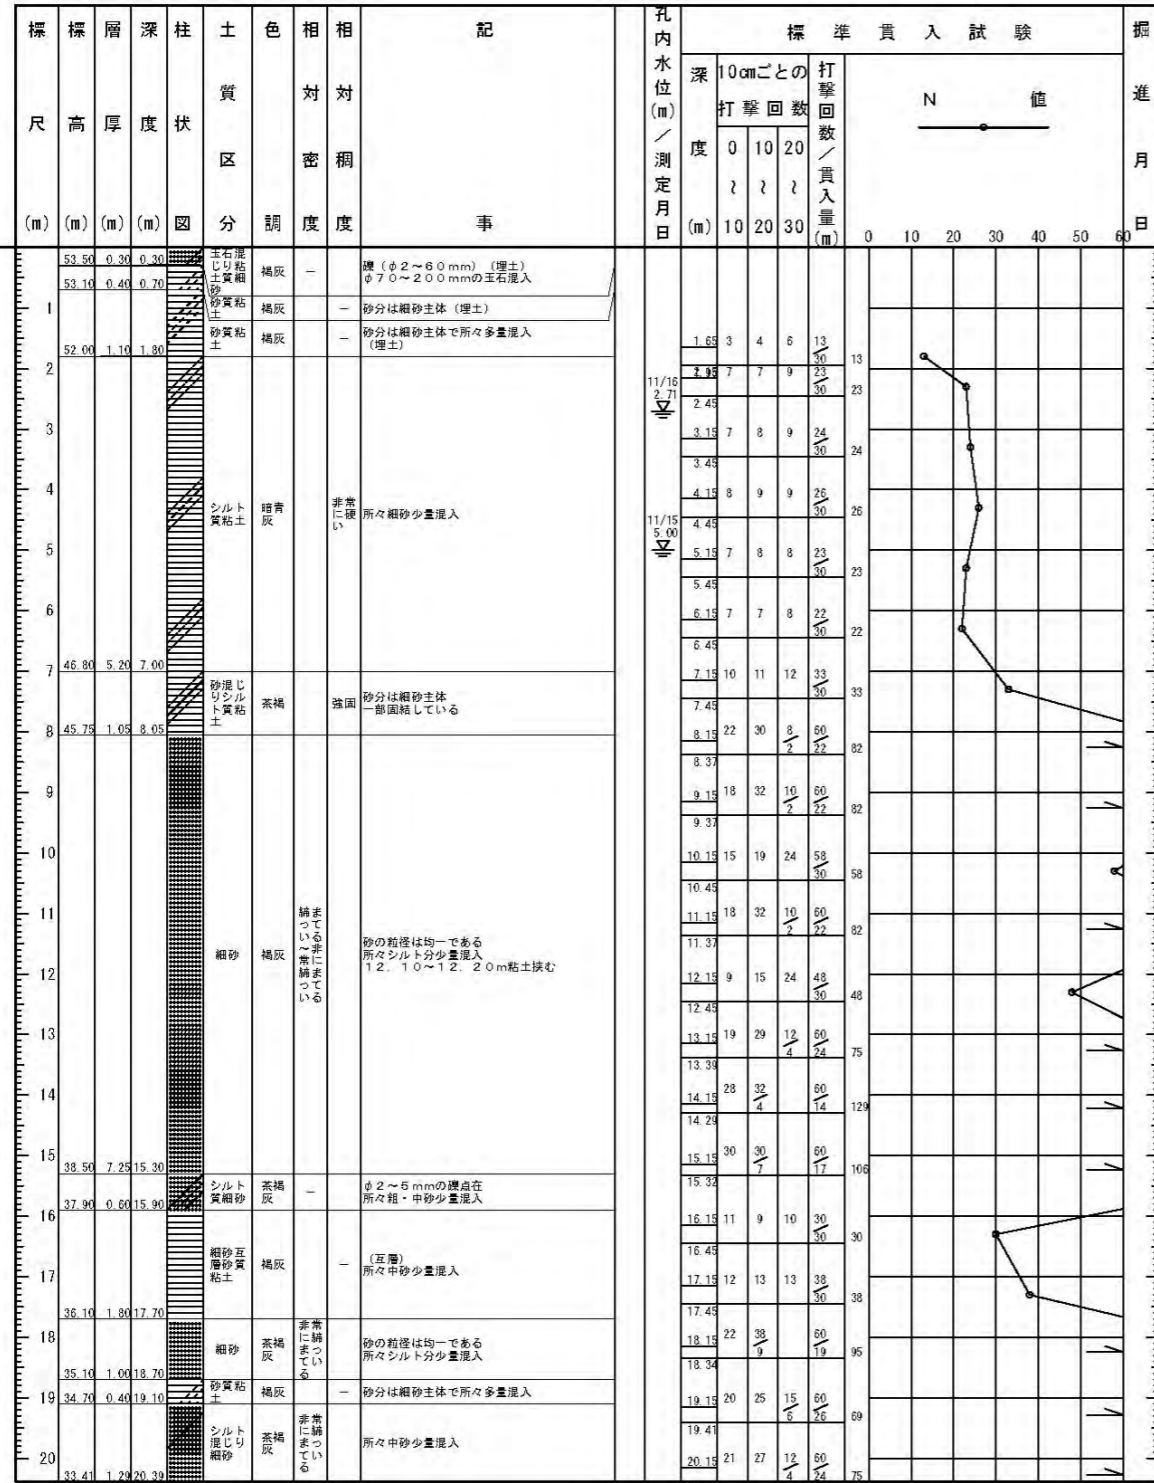 標尺(m) 標高(m) 層厚(m) 深度(m) 柱状図 土質区分 色調 相対密度 相対稠度 記事 孔内水位(m)/測定月日 標準貫入試験 掘進月日
深度(m) 10cmごとの打撃回数 打撃回数/貫入量(m) N 値
0~10 10~20 20~30
0 10 20 30 40 50 60
53.50 0.30 0.30 玉石混じり粘土質細砂 褐灰 - 礫(φ2~60mm)(埋土)
φ70~200mmの玉石混入
53.10 0.40 0.70 砂質粘土 褐灰 - 砂分は細砂主体(埋土)
52.00 1.10 1.80 砂質粘土 褐灰 - 砂分は細砂主体で所々多量混入
(埋土)
46.80 5.20 7.00 シルト質粘土 暗青灰 非常に硬い 所々細砂少量混入
45.75 1.05 8.05 砂混じりシルト質粘土 茶褐 強固 砂分は細砂主体
一部固結している
38.50 7.25 15.30 細砂 褐灰 締まっている~非常に締まっている 砂の粒径は均一である
所々シルト分少量混入
12.10~12.20m粘土挟む
37.90 0.60 15.90 シルト質細砂 茶褐灰 - φ2~5mmの礫点在
所々粗・中砂少量混入
36.10 1.80 17.70 細砂互層砂質粘土 褐灰 - (互層)
所々中砂少量混入
35.10 1.00 18.70 細砂 茶褐灰 非常に締まっている 砂の粒径は均一である
所々シルト分少量混入
34.70 0.40 19.10 砂質粘土 褐灰 - 砂分は細砂主体で所々多量混入
33.41 1.29 20.39 シルト混じり細砂 茶褐灰 非常に締まっている 所々中砂少量混入
1
2
3
4
5
6
7
8
9
10
11
12
13
14
15
16
17
18
19
20
11/16
2.71
11/15
5.00
1.65 3 4 6 13/30 13
1.95
7 7 9 23/30 23
2.45
3.15 7 8 9 24/30 24
3.45
4.15 8 9 9 26/30 26
4.45
5.15 7 8 8 23/30 23
5.45
6.15 7 7 8 22/30 22
6.45
7.15 10 11 12 33/30 33
7.45
8.15 22 30 8/2 60/22 82
8.37
9.15 18 32 10/2 60/22 82
9.37
10.15 15 19 24 58/30 58
10.45
11.15 18 32 10/2 60/22 82
11.37
12.15 9 15 24 48/30 48
12.45
13.15 19 29 12/4 60/24 75
13.39
14.15 28 32/4 60/14 129
14.29
15.15 30 30/7 60/17 106
15.32
16.15 11 9 10 30/30 30
16.45
17.15 12 13 13 38/30 38
17.45
18.15 22 38/9 60/19 95
18.34
19.15 20 25 15/6 60/26 69
19.41
20.15 21 27 12/4 60/24 75